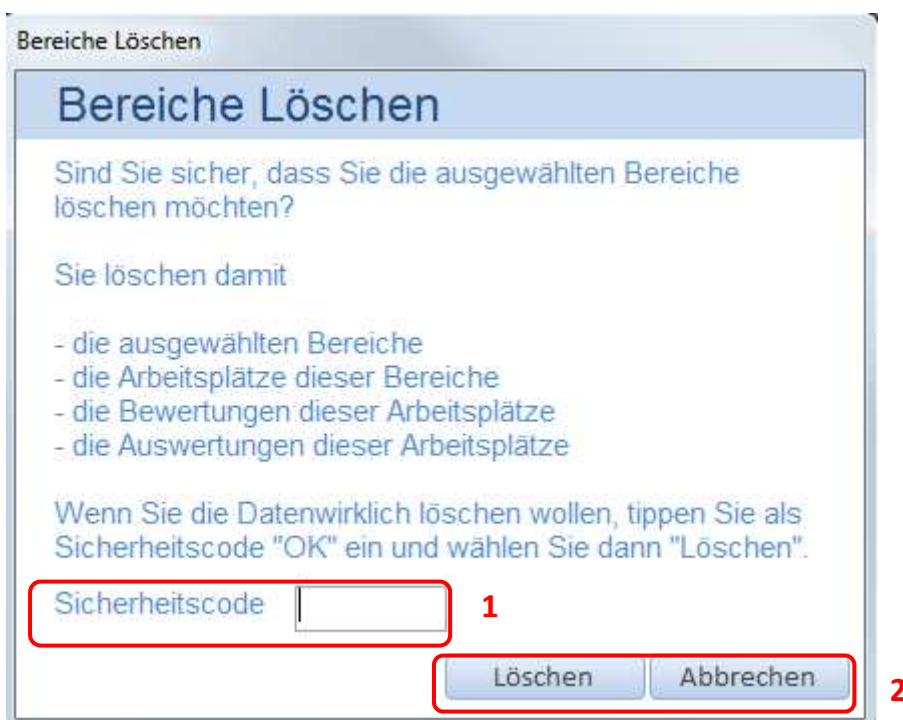 Bereiche Löschen
Bereiche Löschen
Sind Sie sicher, dass Sie die ausgewählten Bereiche
löschen möchten?
Sie löschen damit
- die ausgewählten Bereiche
- die Arbeitsplätze dieser Bereiche
- die Bewertungen dieser Arbeitsplätze
- die Auswertungen dieser Arbeitsplätze
Wenn Sie die Datenwirklich löschen wollen, tippen Sie als
Sicherheitscode "OK" ein und wählen Sie dann "Löschen".
Sicherheitscode 1
Löschen Abbrechen 2